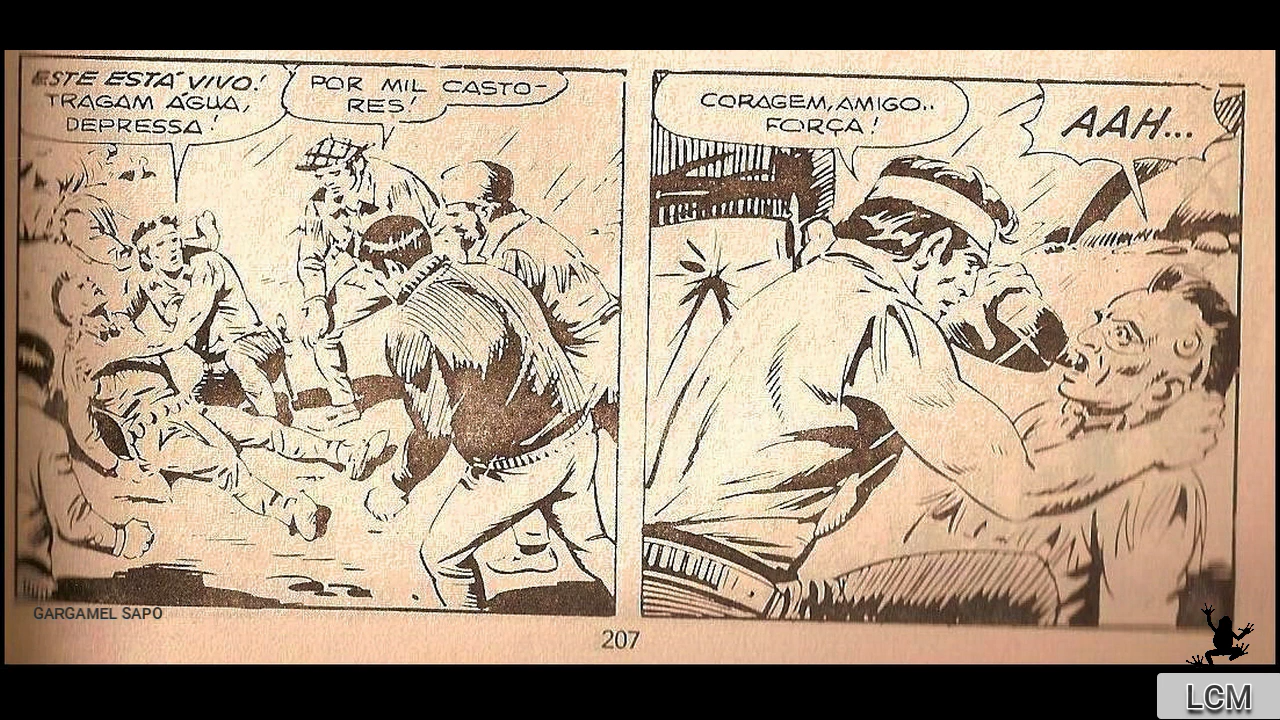 ESTE ESTÁ VIVO!
TRAGAM ÁGUA,
DEPRESSA!
POR MIL CASTO-
RES!
CORAGEM, AMIGO..
FORÇA!
AAH...
GARGAMEL SAPO
207
LCM